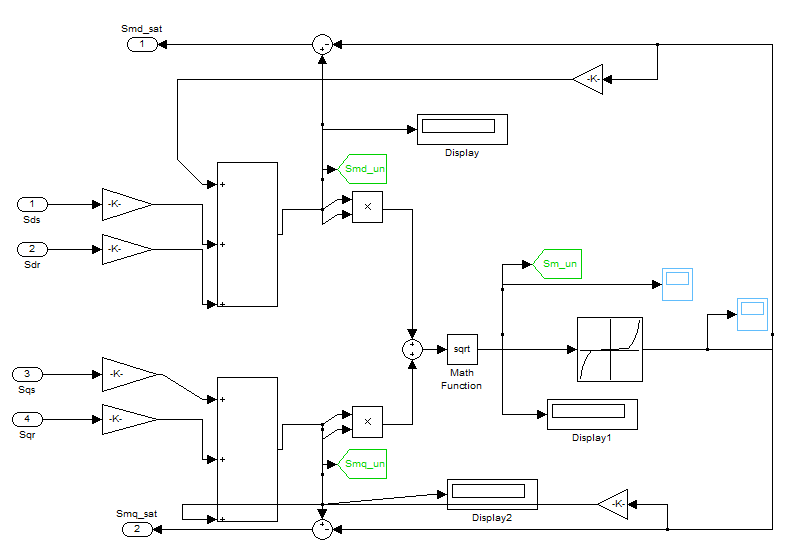 Smd_sat
1
-K-
Display
Smd_un
1
-K-
×
Sds
2
-K-
Sdr
Sm_un
sqrt
Math
Function
3
-K-
Sqs
4
-K-
×
Sqr
Display1
Smq_un
-K-
Display2
Smq_sat
2